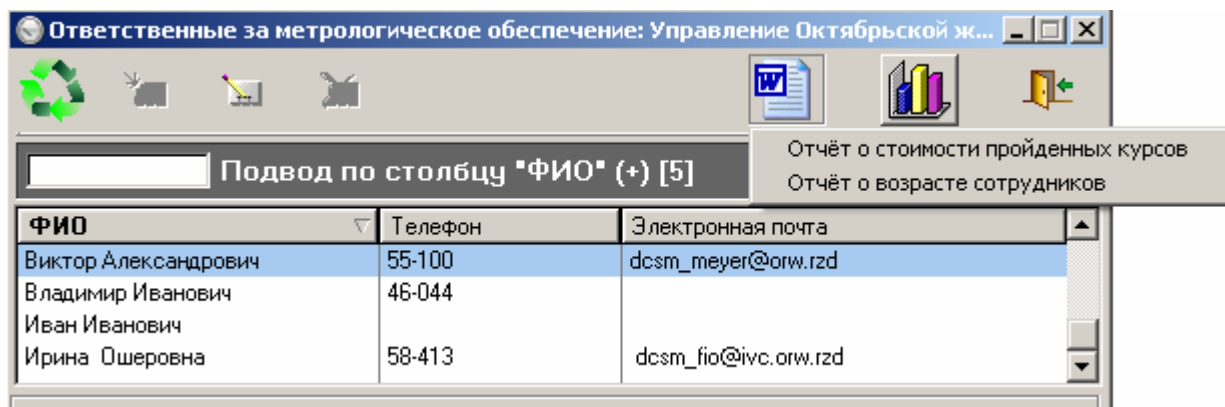 Ответственные за метрологическое обеспечение: Управление Октябрьской ж...
Отчёт о стоимости пройденных курсов
Отчёт о возрасте сотрудников
Подвод по столбцу "ФИО" (+) [5]
ФИО Телефон Электронная почта
Виктор Александрович 55-100 dcsm_meyer@orw.rzd
Владимир Иванович 46-044
Иван Иванович
Ирина Ошеровна 58-413 dcsm_fio@ivc.orw.rzd